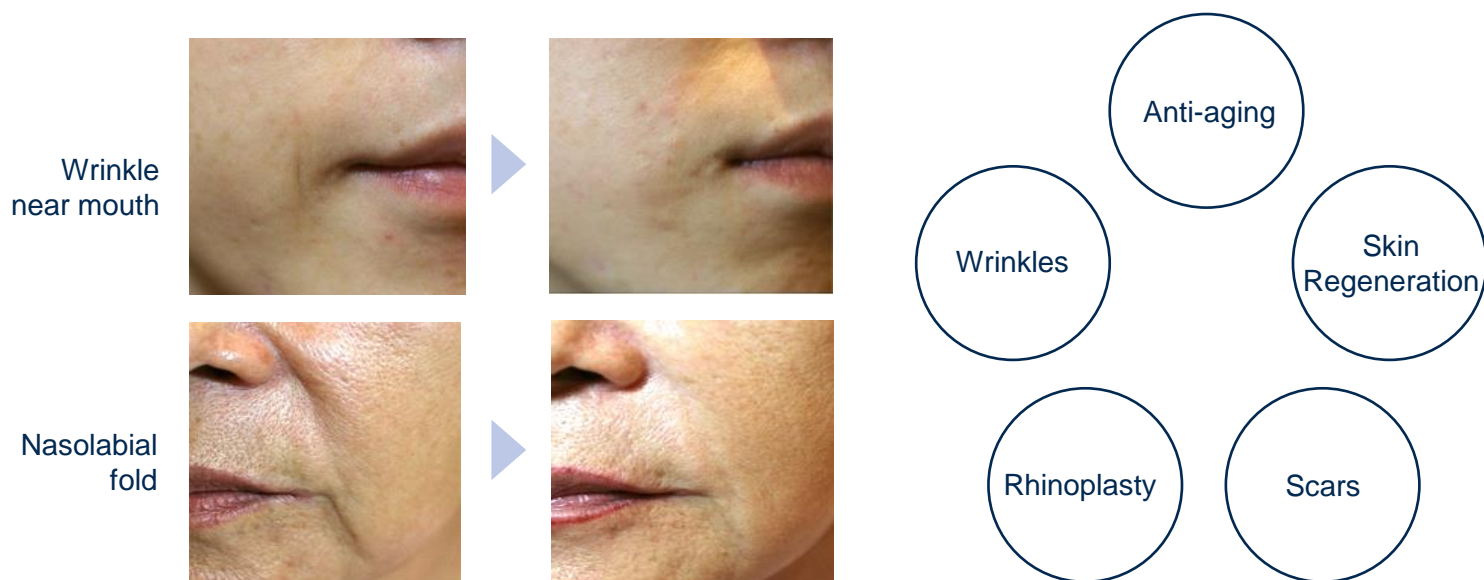 Wrinkle
near mouth
Nasolabial
fold
Anti-aging
Wrinkles
Skin
Regeneration
Rhinoplasty
Scars